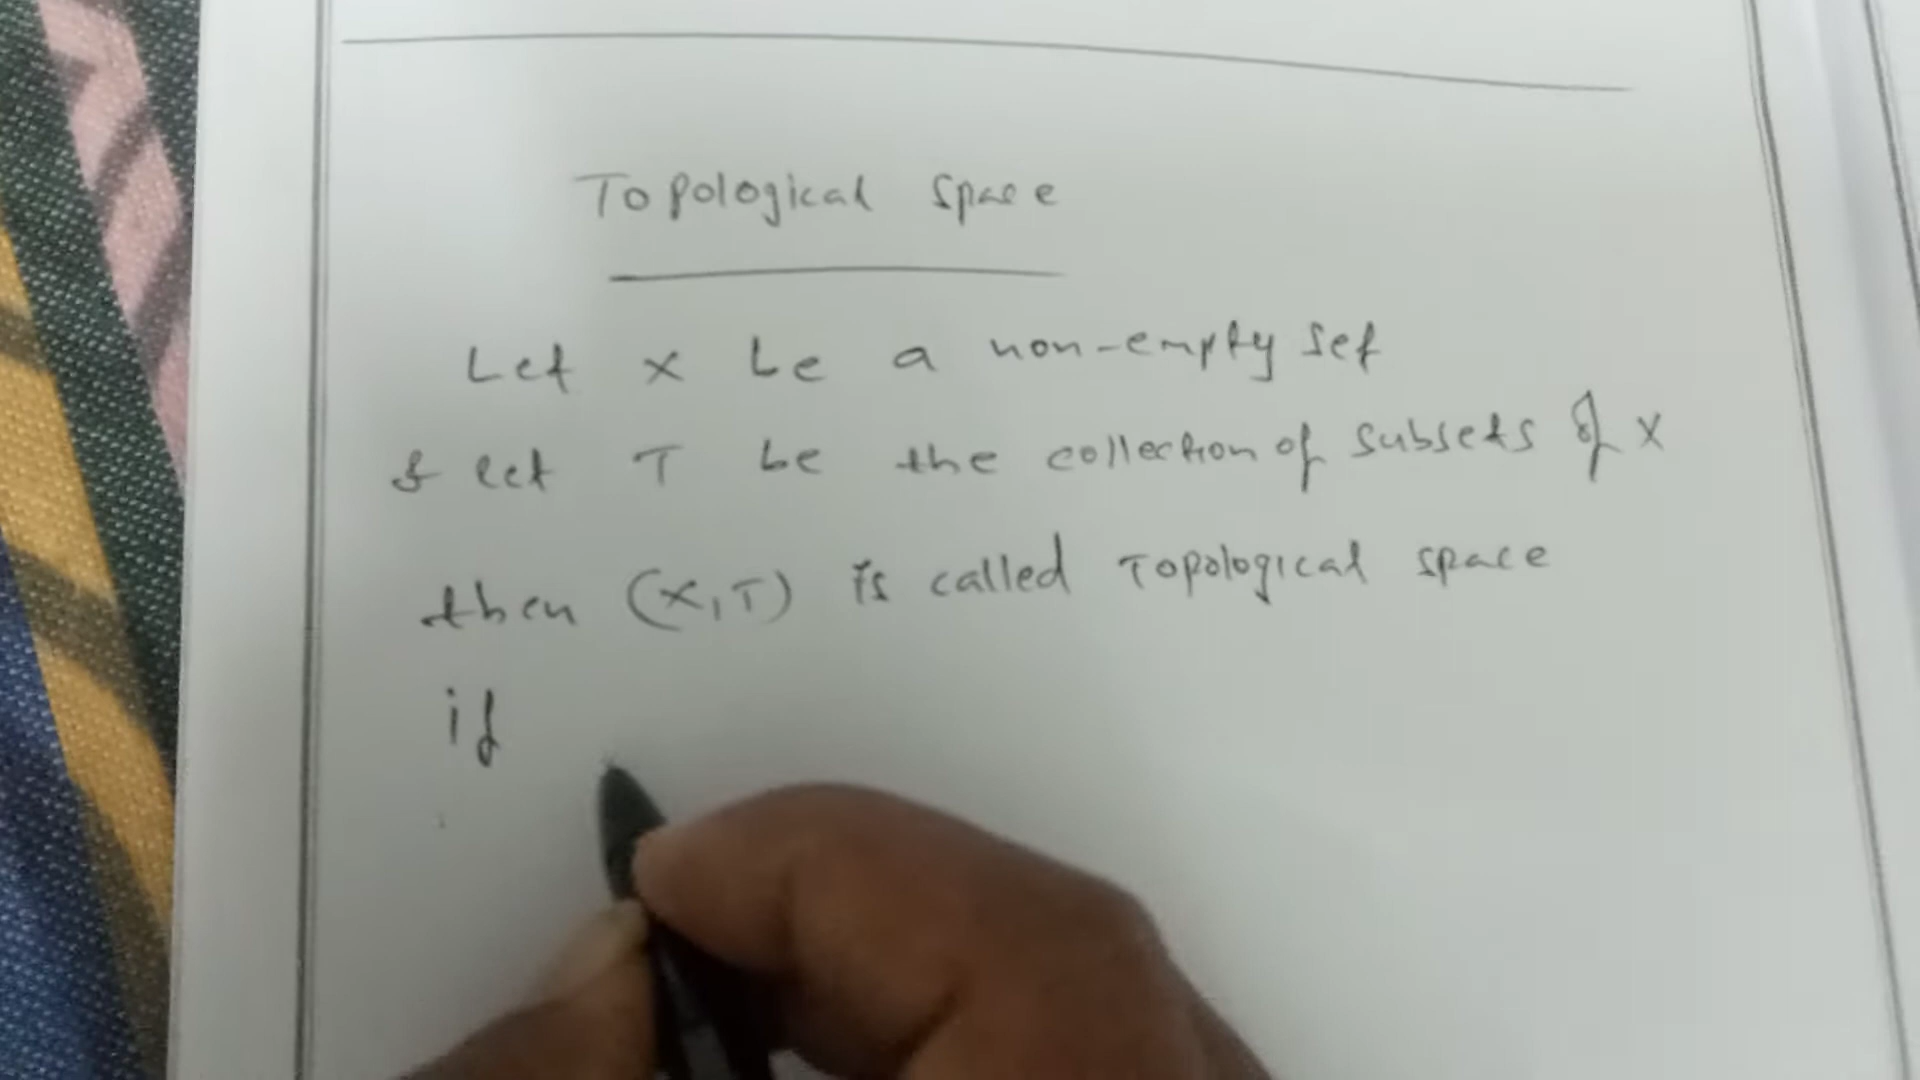 Topological space
Let X be a non-empty set
& let T be the collection of subsets of X
then (X,T) is called Topological space
if